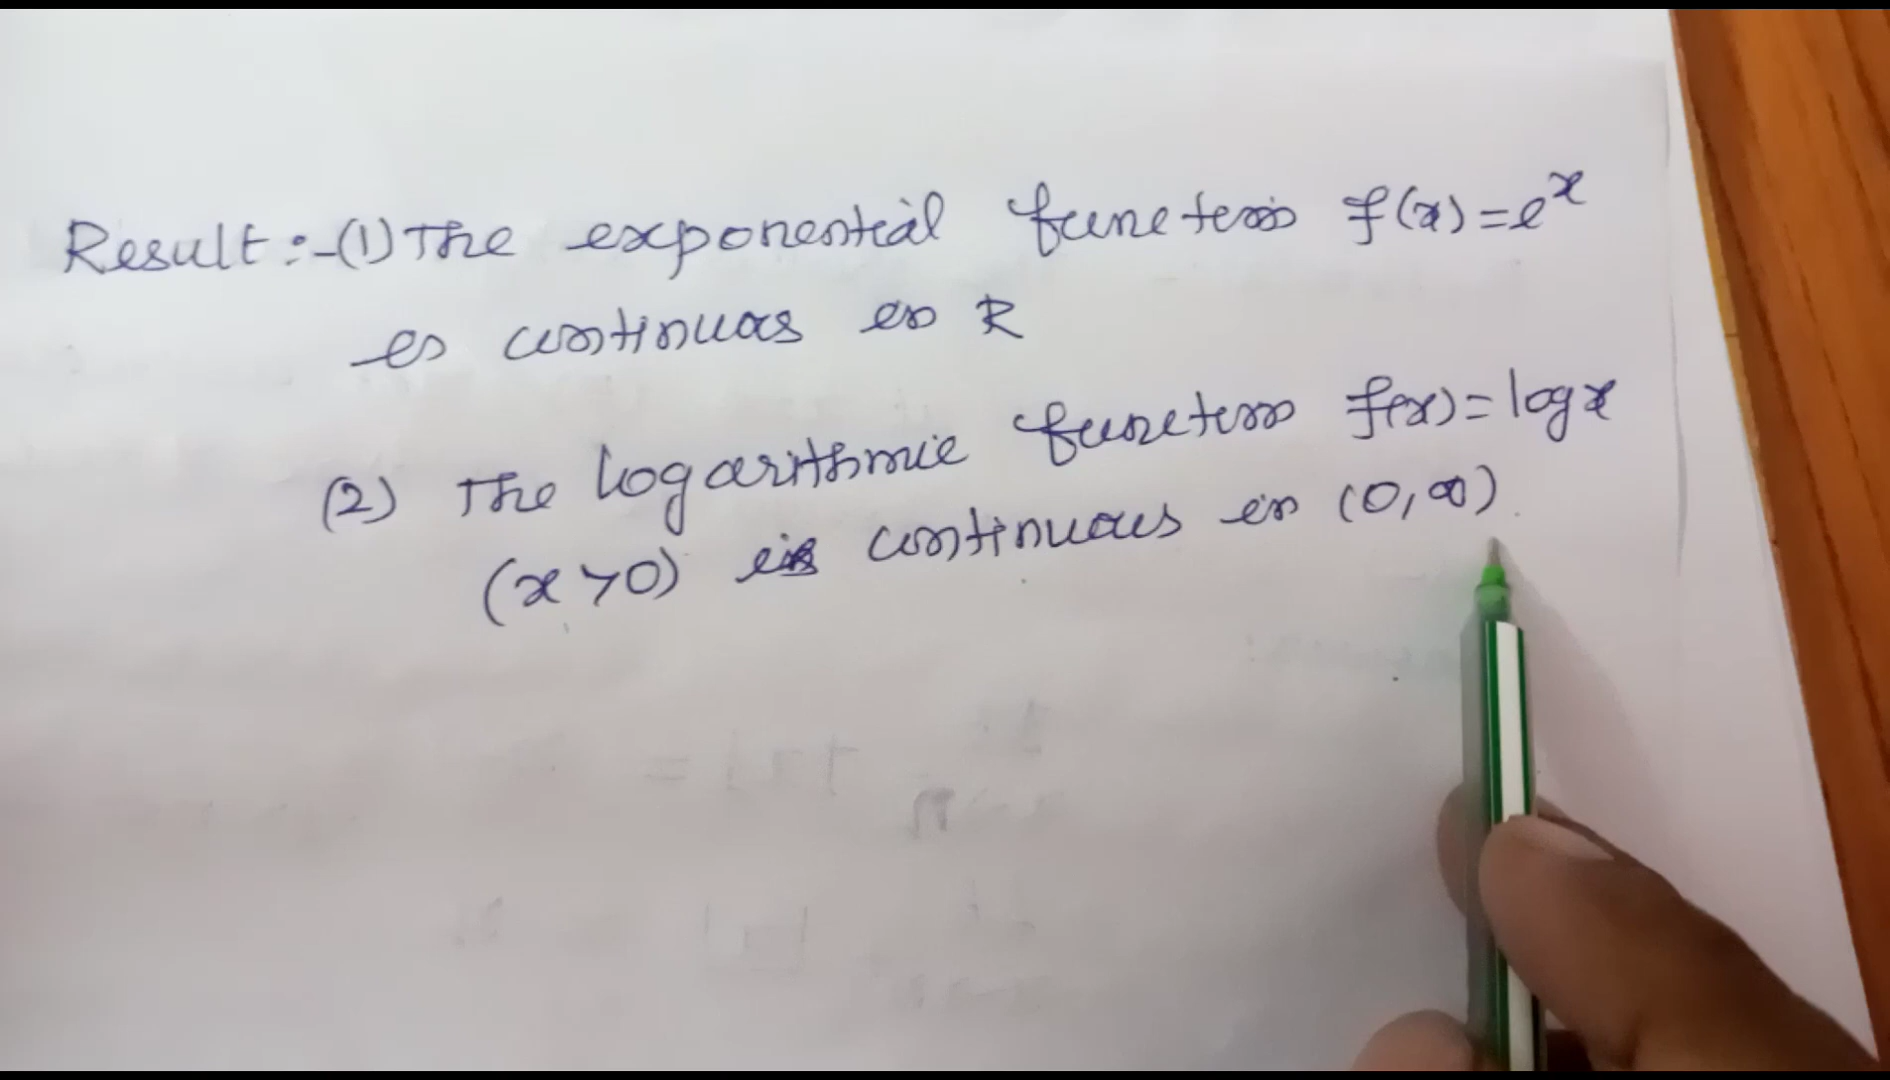 Result :- (1) The exponential function f(x) = e^x
is continuous in R
(2) The logarithmic function f(x) = log x
(x > 0) is continuous in (0, ∞)